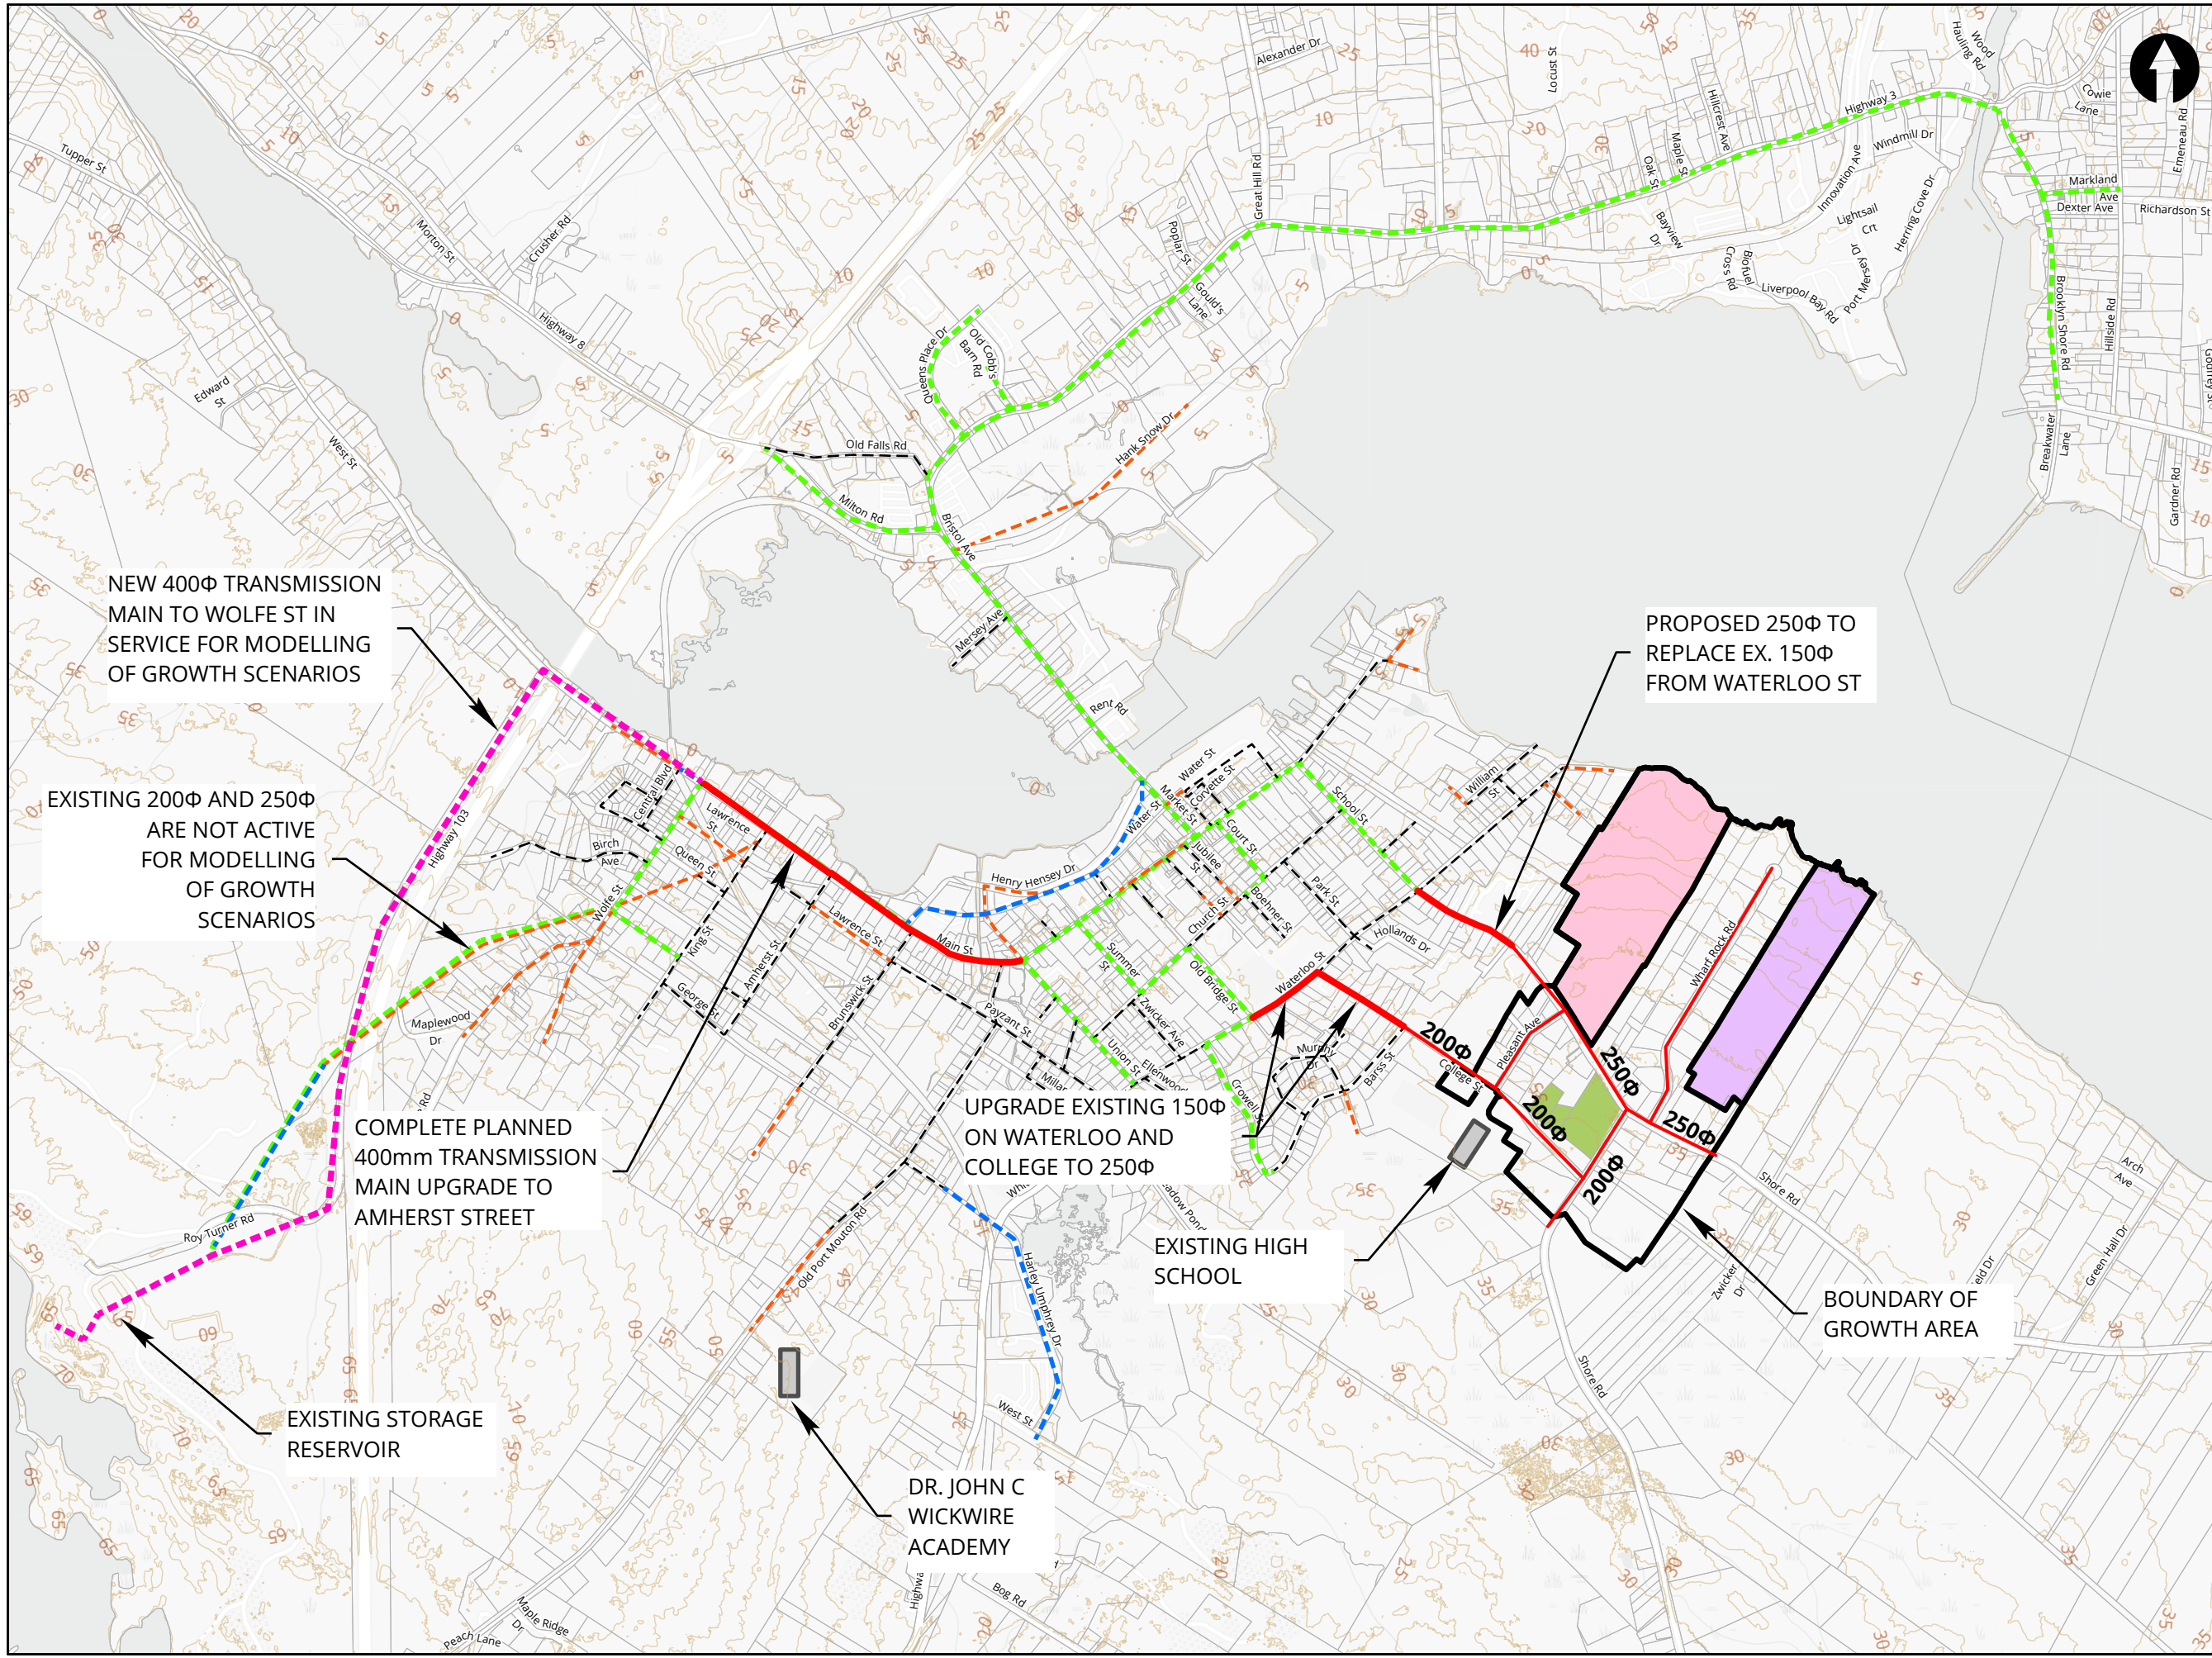 NEW 400Φ TRANSMISSION
MAIN TO WOLFE ST IN
SERVICE FOR MODELLING
OF GROWTH SCENARIOS
EXISTING 200Φ AND 250Φ
ARE NOT ACTIVE
FOR MODELLING
OF GROWTH
SCENARIOS
PROPOSED 250Φ TO
REPLACE EX. 150Φ
FROM WATERLOO ST
COMPLETE PLANNED
400mm TRANSMISSION
MAIN UPGRADE TO
AMHERST STREET
UPGRADE EXISTING 150Φ
ON WATERLOO AND
COLLEGE TO 250Φ
EXISTING HIGH
SCHOOL
BOUNDARY OF
GROWTH AREA
EXISTING STORAGE
RESERVOIR
DR. JOHN C
WICKWIRE
ACADEMY
200Φ
250Φ
200Φ
250Φ
200Φ
Tupper St
Morton St
Crusher Rd
Highway 8
Edward
St
West St
Alexander Dr
Locust St
Great Hill Rd
Poplar St
Gould's
Lane
Queens Place Dr
Old Cobb's
Barn Rd
Old Falls Rd
Milton Rd
Hank Snow Dr
Bristol Ave
Mersey Ave
Rent Rd
Oak St
Maple St
Hillcrest Ave
Highway 3
Windmill Dr
Innovation Ave
Bayview
Dr
Lightsail
Crt
Herring Cove Dr
Cross Rd
Biofuel
Liverpool Bay Rd
Port Mersey Dr
Wood
Hauling Rd
Cowie
Lane
Emeneau Rd
Markland
Ave
Dexter Ave
Richardson St
Brooklyn Shore Rd
Hillside Rd
Godfrey St
Breakwater
Lane
Gardner Rd
Highway 103
Central Blvd
Lawrence
St
Birch
Ave
Queen St
Wolfe St
King St
Amherst St
George St
Lawrence St
Main St
Brunswick St
Henry Hensey Dr
Water St
Corvette St
Market St
Water St
Court St
Jubilee
St
School St
William
St
Park St
Boehner St
Church St
Hollands Dr
Waterloo St
Summer
St
Old Bridge St
Zwicker Ave
Payzant St
Union St
Ellenwood
Crowell St
Murphy
Dr
Barss St
College St
Pleasant Ave
Wharf Rock Rd
Shore Rd
Arch
Ave
Green Hall Dr
Zwicker
Dr
Shore Rd
Maplewood
Dr
Roy Turner Rd
Old Port Mouton Rd
Harley Umphrey Dr
West St
Bog Rd
Maple Ridge
Dr
Peach Lane